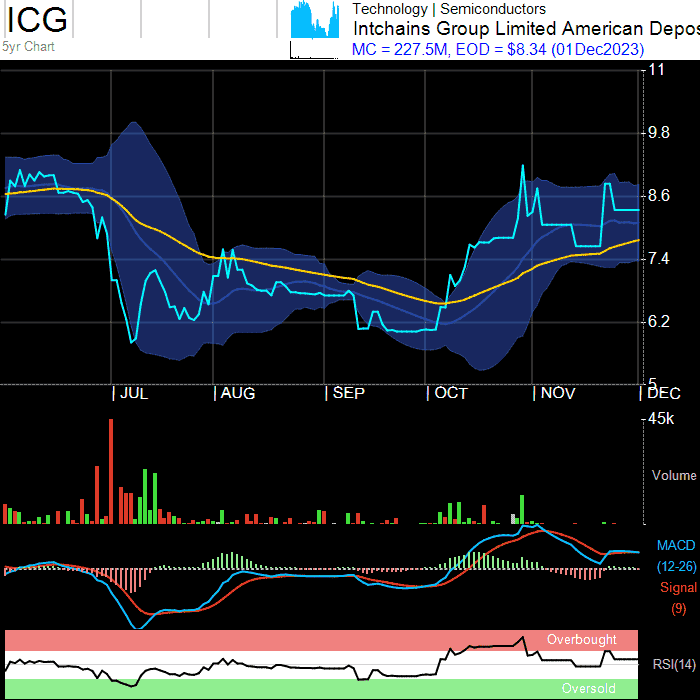 ICG
5yr Chart
Technology | Semiconductors
Intchains Group Limited American Depos
MC = 227.5M, EOD = $8.34 (01Dec2023)
11
9.8
8.6
7.4
6.2
5
JUL AUG SEP OCT NOV DEC
45k
Volume
MACD
(12-26)
Signal
(9)
Overbought
RSI(14)
Oversold